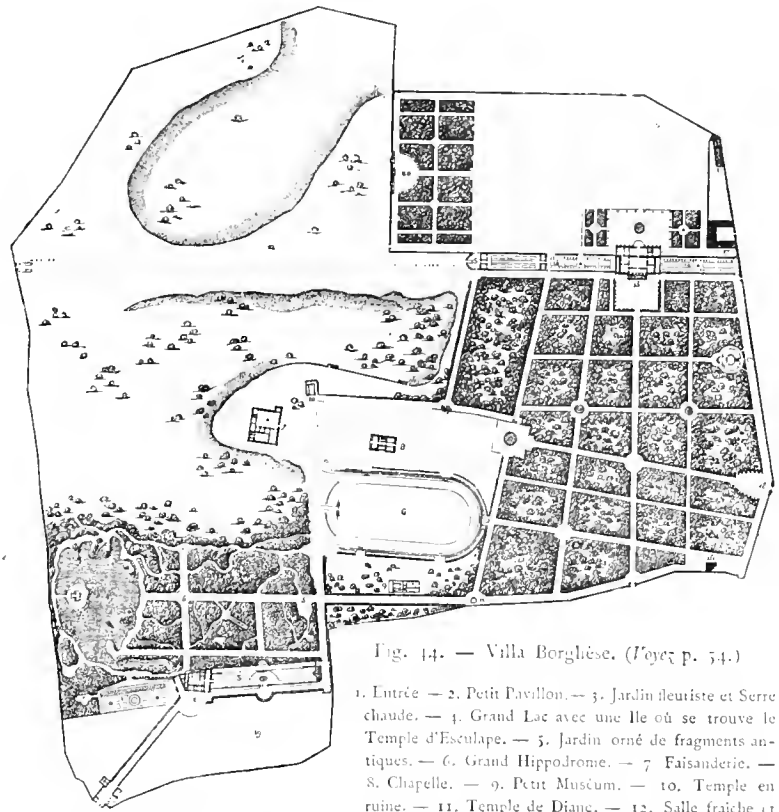 Fig. 44. — Villa Borghèse. (Voyez p. 54.)
1. Entrée — 2. Petit Pavillon. — 3. Jardin fleuriste et Serre
chaude. — 4. Grand Lac avec une Ile où se trouve le
Temple d'Esculape. — 5. Jardin orné de fragments an-
tiques. — 6. Grand Hippodrome. — 7 Faisanderie. —
8. Chapelle. — 9. Petit Muséum. — 10. Temple en
ruine. — 11. Temple de Diane. — 12. Salle fraîche et